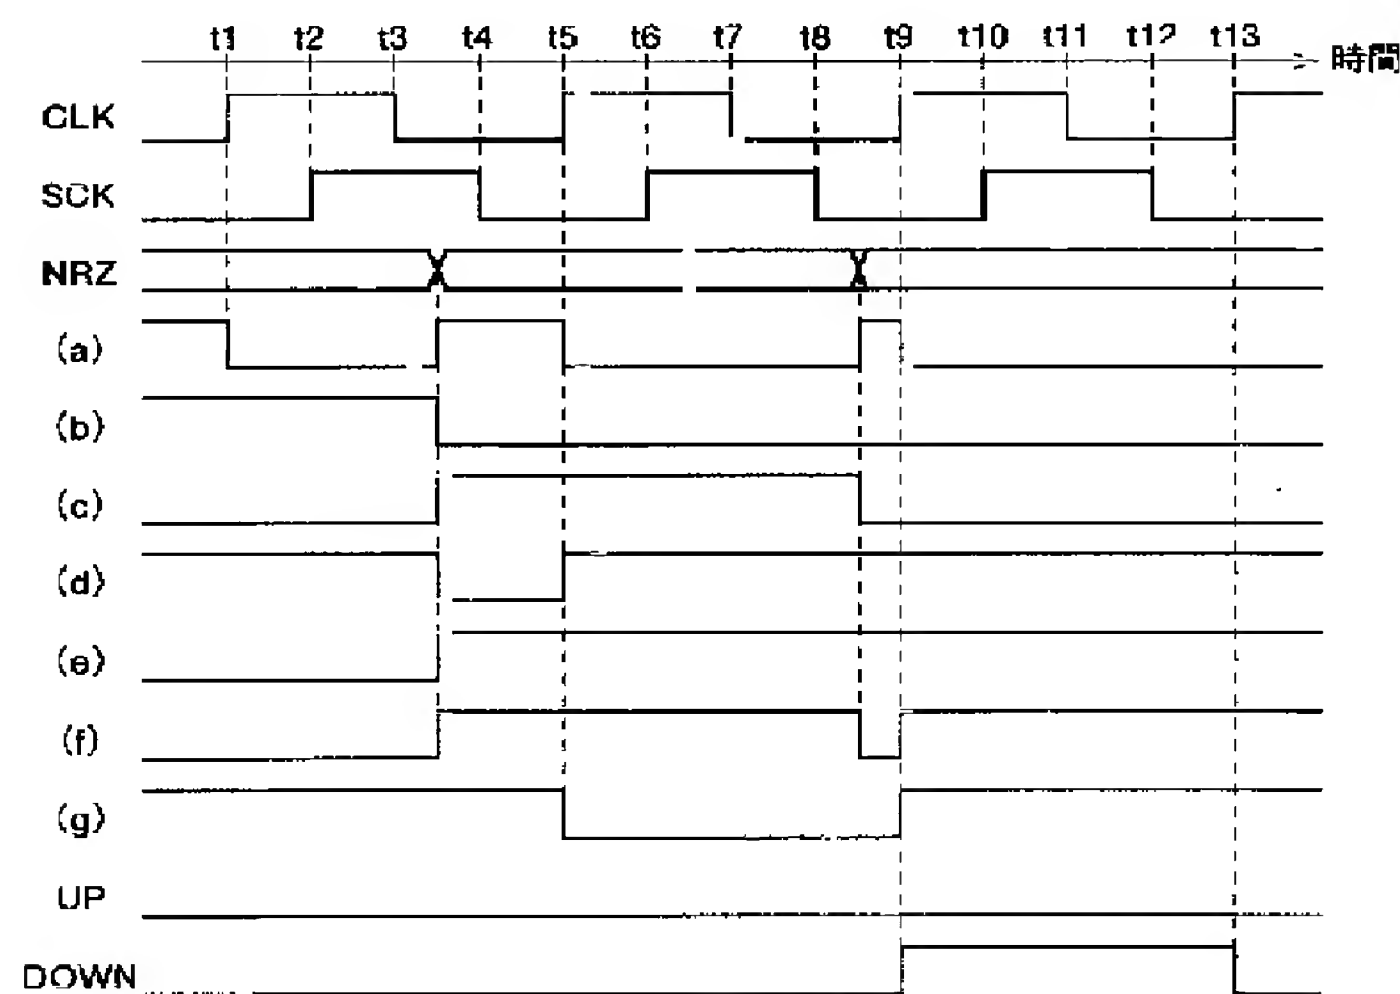 t1 t2 t3 t4 t5 t6 t7 t8 t9 t10 t11 t12 t13
時間
CLK
SCK
NRZ
(a)
(b)
(c)
(d)
(e)
(f)
(g)
UP
DOWN